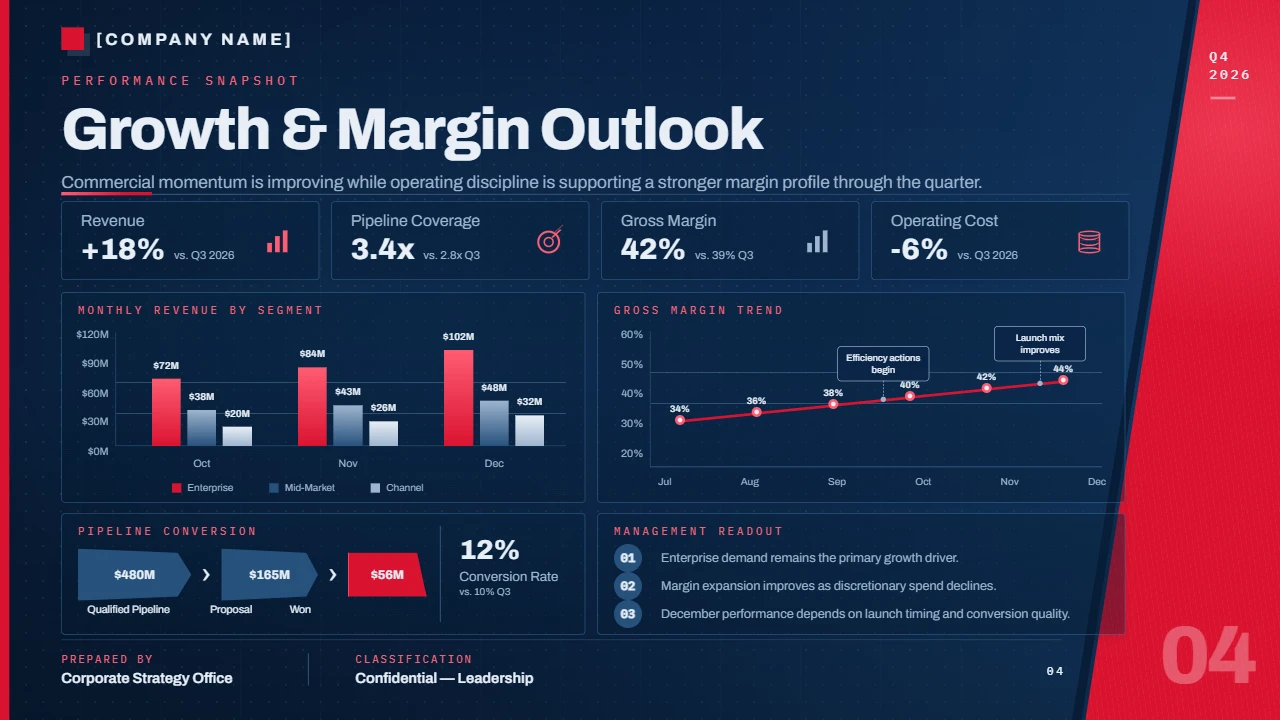 [COMPANY NAME]
Q4
2026
PERFORMANCE SNAPSHOT
Growth & Margin Outlook
Commercial momentum is improving while operating discipline is supporting a stronger margin profile through the quarter.
Revenue
+18% vs. Q3 2026
Pipeline Coverage
3.4x vs. 2.8x Q3
Gross Margin
42% vs. 39% Q3
Operating Cost
-6% vs. Q3 2026
MONTHLY REVENUE BY SEGMENT
$120M
$90M
$60M
$30M
$0M
$72M
$38M
$20M
$84M
$43M
$26M
$102M
$48M
$32M
Oct
Nov
Dec
Enterprise
Mid-Market
Channel
GROSS MARGIN TREND
60%
50%
40%
30%
20%
34%
36%
38%
40%
42%
44%
Efficiency actions
begin
Launch mix
improves
Jul
Aug
Sep
Oct
Nov
Dec
PIPELINE CONVERSION
$480M
$165M
$56M
Qualified Pipeline
Proposal
Won
12%
Conversion Rate
vs. 10% Q3
MANAGEMENT READOUT
01 Enterprise demand remains the primary growth driver.
02 Margin expansion improves as discretionary spend declines.
03 December performance depends on launch timing and conversion quality.
PREPARED BY
Corporate Strategy Office
CLASSIFICATION
Confidential — Leadership
04
04